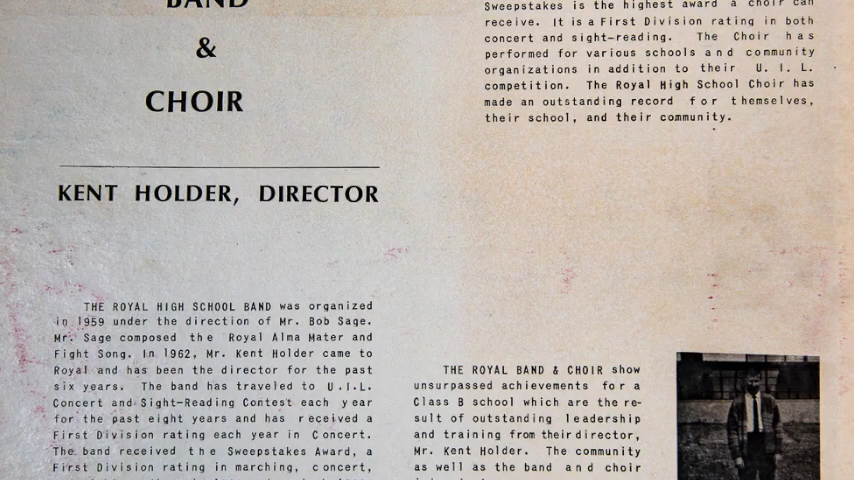 BAND
&
CHOIR
KENT HOLDER, DIRECTOR
THE ROYAL HIGH SCHOOL BAND was organized
in 1959 under the direction of Mr. Bob Sage.
Mr. Sage composed the Royal Alma Mater and
Fight Song. In 1962, Mr. Kent Holder came to
Royal and has been the director for the past
six years. The band has traveled to U.I.L.
Concert and Sight-Reading Contest each year
for the past eight years and has received a
First Division rating each year in Concert.
The band received the Sweepstakes Award, a
First Division rating in marching, concert,
Sweepstakes is the highest award a choir can
receive. It is a First Division rating in both
concert and sight-reading. The Choir has
performed for various schools and community
organizations in addition to their U. I. L.
competition. The Royal High School Choir has
made an outstanding record for themselves,
their school, and their community.
THE ROYAL BAND & CHOIR show
unsurpassed achievements for a
Class B school which are the re-
sult of outstanding leadership
and training from their director,
Mr. Kent Holder. The community
as well as the band and choir